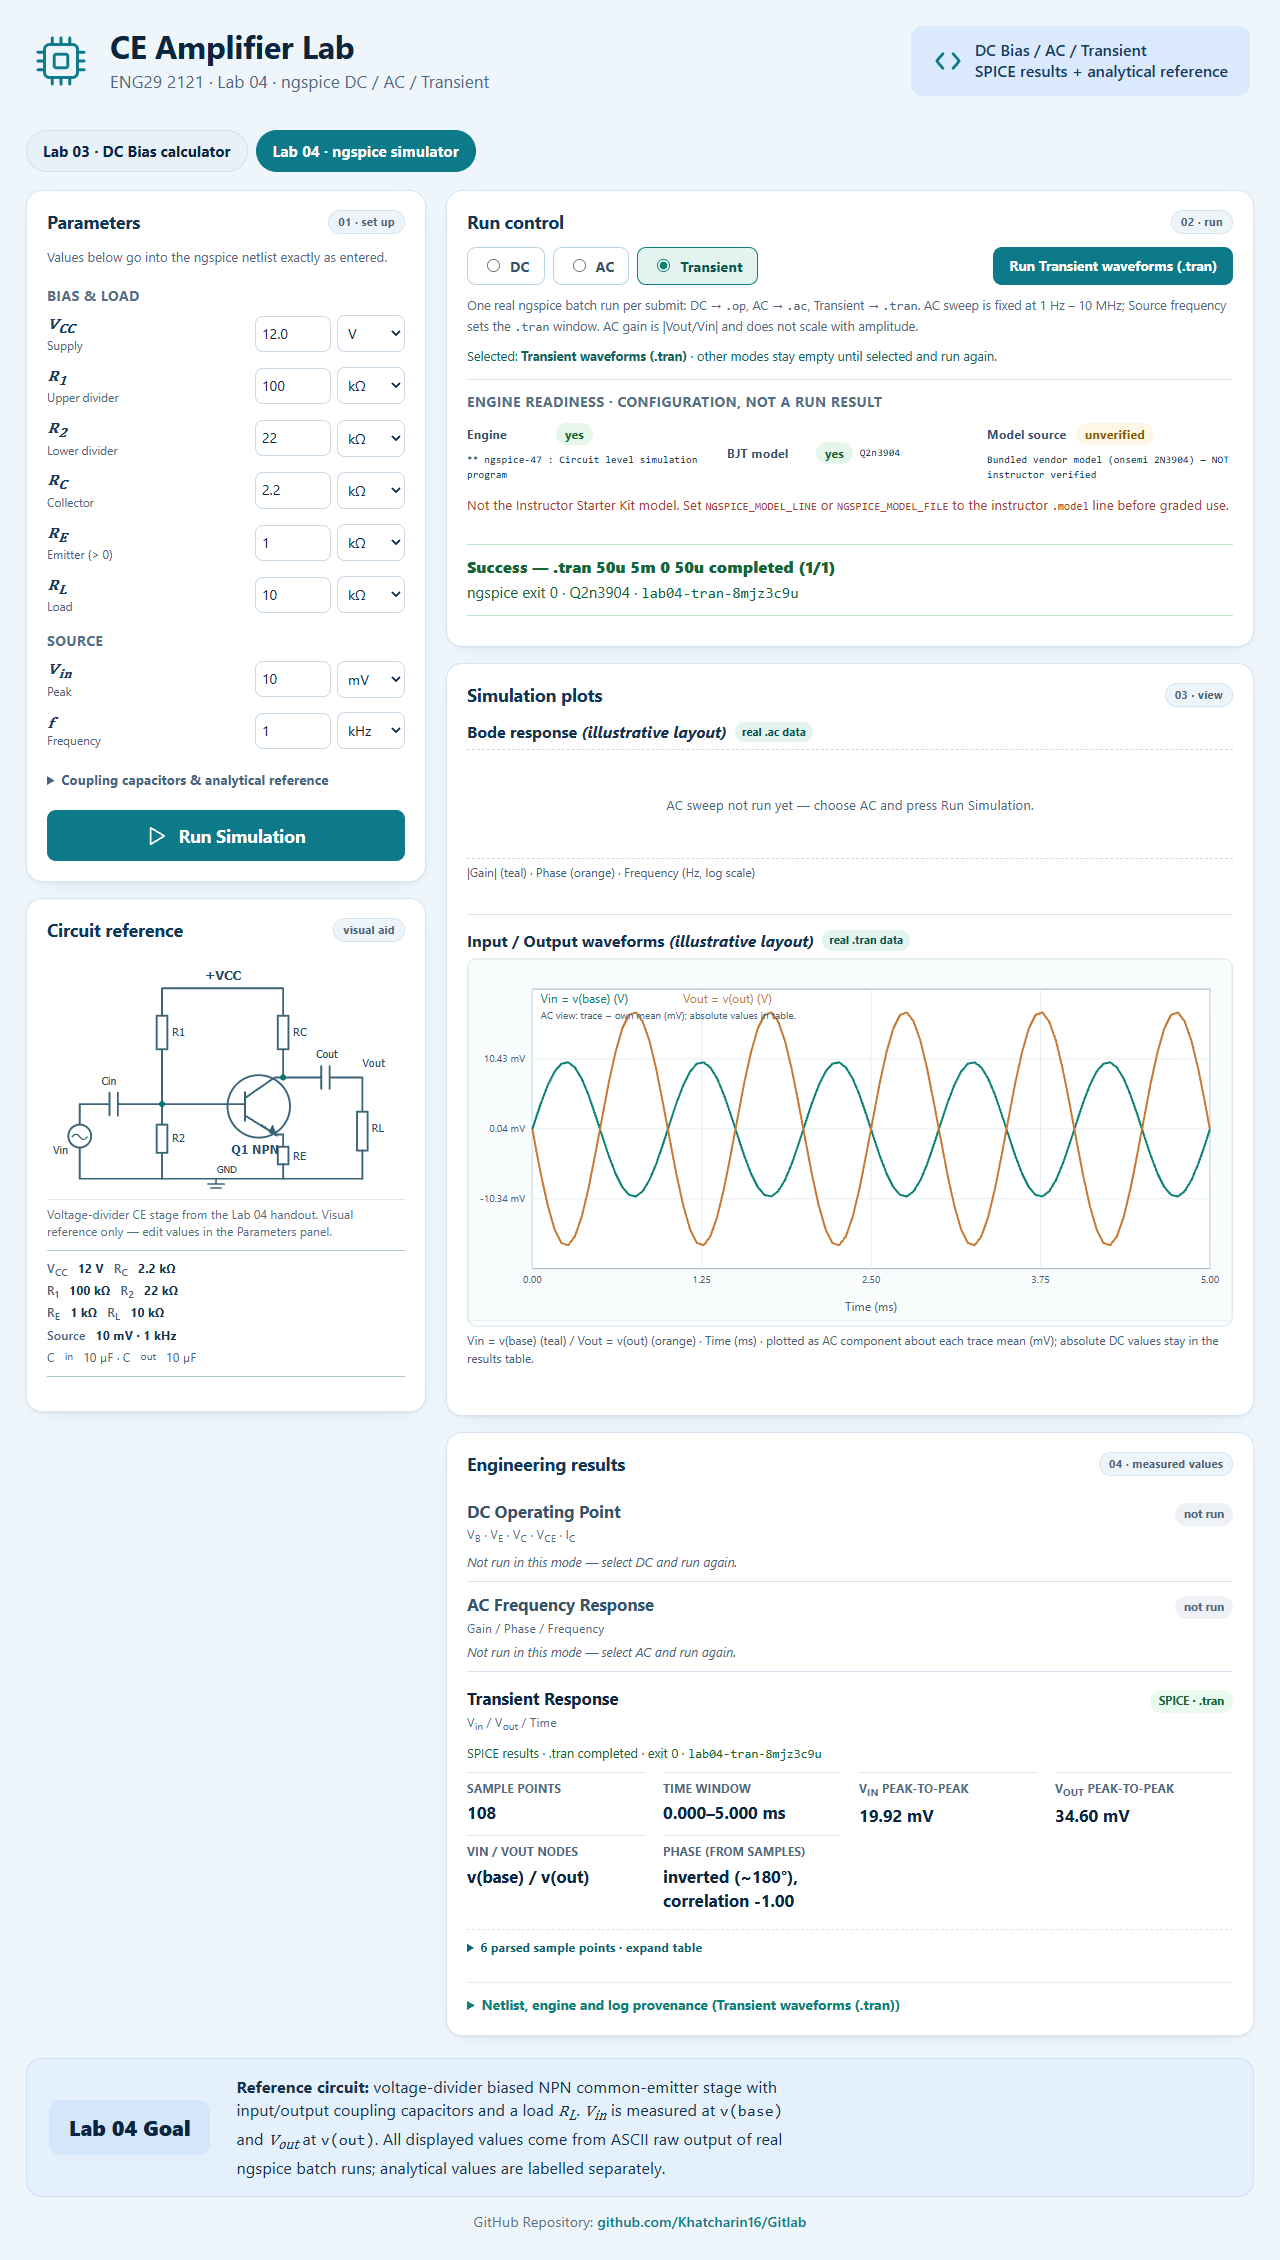 CE Amplifier Lab
ENG29 2121 · Lab 04 · ngspice DC / AC / Transient
DC Bias / AC / Transient
SPICE results + analytical reference
Lab 03 · DC Bias calculator
Lab 04 · ngspice simulator
Parameters
01 · set up
Values below go into the ngspice netlist exactly as entered.
BIAS & LOAD
VCC
Supply
12.0
V
R1
Upper divider
100
kΩ
R2
Lower divider
22
kΩ
RC
Collector
2.2
kΩ
RE
Emitter (> 0)
1
kΩ
RL
Load
10
kΩ
SOURCE
Vin
Peak
10
mV
f
Frequency
1
kHz
▶ Coupling capacitors & analytical reference
Run Simulation
Circuit reference
visual aid
+VCC
R1
RC
Cout
Vout
Cin
R2
RL
Vin
Q1 NPN
RE
GND
Voltage-divider CE stage from the Lab 04 handout. Visual
reference only — edit values in the Parameters panel.
VCC 12 V RC 2.2 kΩ
R1 100 kΩ R2 22 kΩ
RE 1 kΩ RL 10 kΩ
Source 10 mV · 1 kHz
C in 10 µF · C out 10 µF
Run control
02 · run
DC
AC
Transient
Run Transient waveforms (.tran)
One real ngspice batch run per submit: DC → .op, AC → .ac, Transient → .tran. AC sweep is fixed at 1 Hz – 10 MHz; Source frequency
sets the .tran window. AC gain is |Vout/Vin| and does not scale with amplitude.
Selected: Transient waveforms (.tran) · other modes stay empty until selected and run again.
ENGINE READINESS · CONFIGURATION, NOT A RUN RESULT
Engine yes
** ngspice-47 : Circuit level simulation
program
BJT model yes Q2n3904
Model source unverified
Bundled vendor model (onsemi 2N3904) — NOT
instructor verified
Not the Instructor Starter Kit model. Set NGSPICE_MODEL_LINE or NGSPICE_MODEL_FILE to the instructor .model line before graded use.
Success — .tran 50u 5m 0 50u completed (1/1)
ngspice exit 0 · Q2n3904 · lab04-tran-8mjz3c9u
Simulation plots
03 · view
Bode response (illustrative layout) real .ac data
AC sweep not run yet — choose AC and press Run Simulation.
|Gain| (teal) · Phase (orange) · Frequency (Hz, log scale)
Input / Output waveforms (illustrative layout) real .tran data
Vin = v(base) (V)
Vout = v(out) (V)
AC view: trace − own mean (mV); absolute values in table.
10.43 mV
0.04 mV
-10.34 mV
0.00
1.25
2.50
3.75
5.00
Time (ms)
Vin = v(base) (teal) / Vout = v(out) (orange) · Time (ms) · plotted as AC component about each trace mean (mV); absolute DC values stay in the
results table.
Engineering results
04 · measured values
DC Operating Point
not run
VB · VE · VC · VCE · IC
Not run in this mode — select DC and run again.
AC Frequency Response
not run
Gain / Phase / Frequency
Not run in this mode — select AC and run again.
Transient Response
SPICE · .tran
Vin / Vout / Time
SPICE results · .tran completed · exit 0 · lab04-tran-8mjz3c9u
SAMPLE POINTS
108
TIME WINDOW
0.000–5.000 ms
VIN PEAK-TO-PEAK
19.92 mV
VOUT PEAK-TO-PEAK
34.60 mV
VIN / VOUT NODES
v(base) / v(out)
PHASE (FROM SAMPLES)
inverted (~180°),
correlation -1.00
▶ 6 parsed sample points · expand table
▶ Netlist, engine and log provenance (Transient waveforms (.tran))
Lab 04 Goal
Reference circuit: voltage-divider biased NPN common-emitter stage with
input/output coupling capacitors and a load RL. Vin is measured at v(base)
and Vout at v(out). All displayed values come from ASCII raw output of real
ngspice batch runs; analytical values are labelled separately.
GitHub Repository: github.com/Khatcharin16/Gitlab